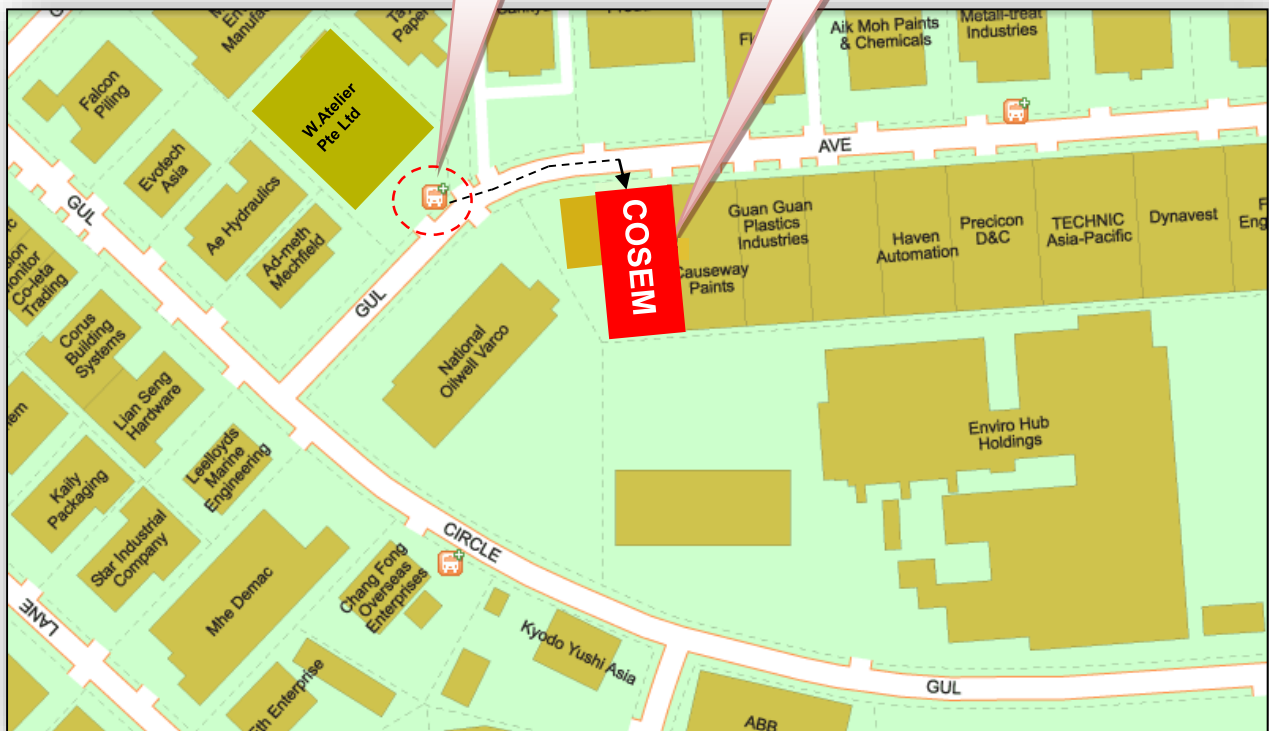 Aik Moh Paints
& Chemicals
Metall-treat
Industries
Falcon
Piling
W.Atelier
Pte Ltd
AVE
Evotech
Asia
GUL
Ae Hydraulics
Ad-meth
Mechfield
COSEM
Guan Guan
Plastics
Industries
Causeway
Paints
Haven
Automation
Precicon
D&C
TECHNIC
Asia-Pacific
Dynavest
Co-leta
Trading
GUL
Corus
Building
Systems
National
Oilwell Varco
Lian Seng
Hardware
Enviro Hub
Holdings
Leelloyds
Marine
Engineering
Kaily
Packaging
Star Industrial
Company
CIRCLE
Mhe Demac
Chang Fong
Overseas
Enterprises
LANE
Kyodo Yushi Asia
5th Enterprise
GUL
ABB